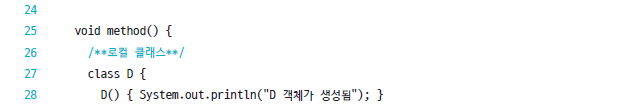 24
25 void method() {
26 /**로컬 클래스**/
27 class D {
28 D() { System.out.println("D 객체가 생성됨"); }